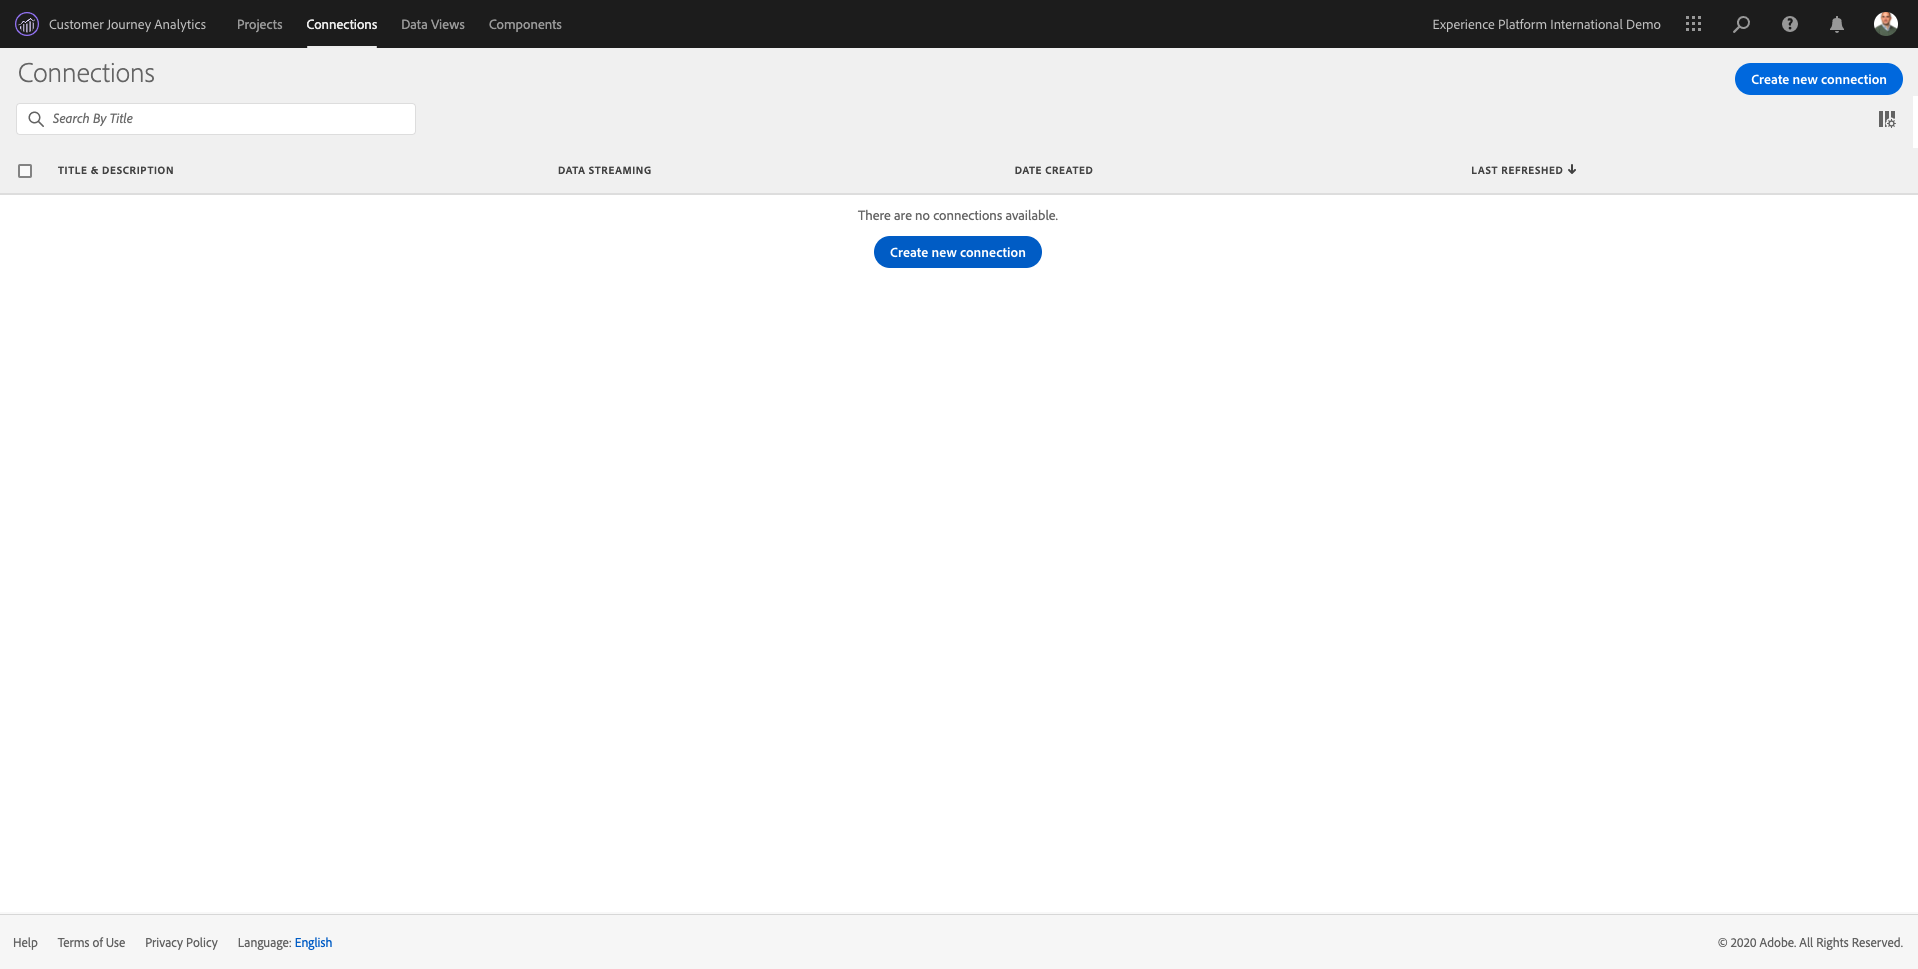 Customer Journey Analytics Projects Connections Data Views Components Experience Platform International Demo
Connections
Create new connection
Search By Title
TITLE & DESCRIPTION DATA STREAMING DATE CREATED LAST REFRESHED
There are no connections available.
Create new connection
Help Terms of Use Privacy Policy Language: English © 2020 Adobe. All Rights Reserved.